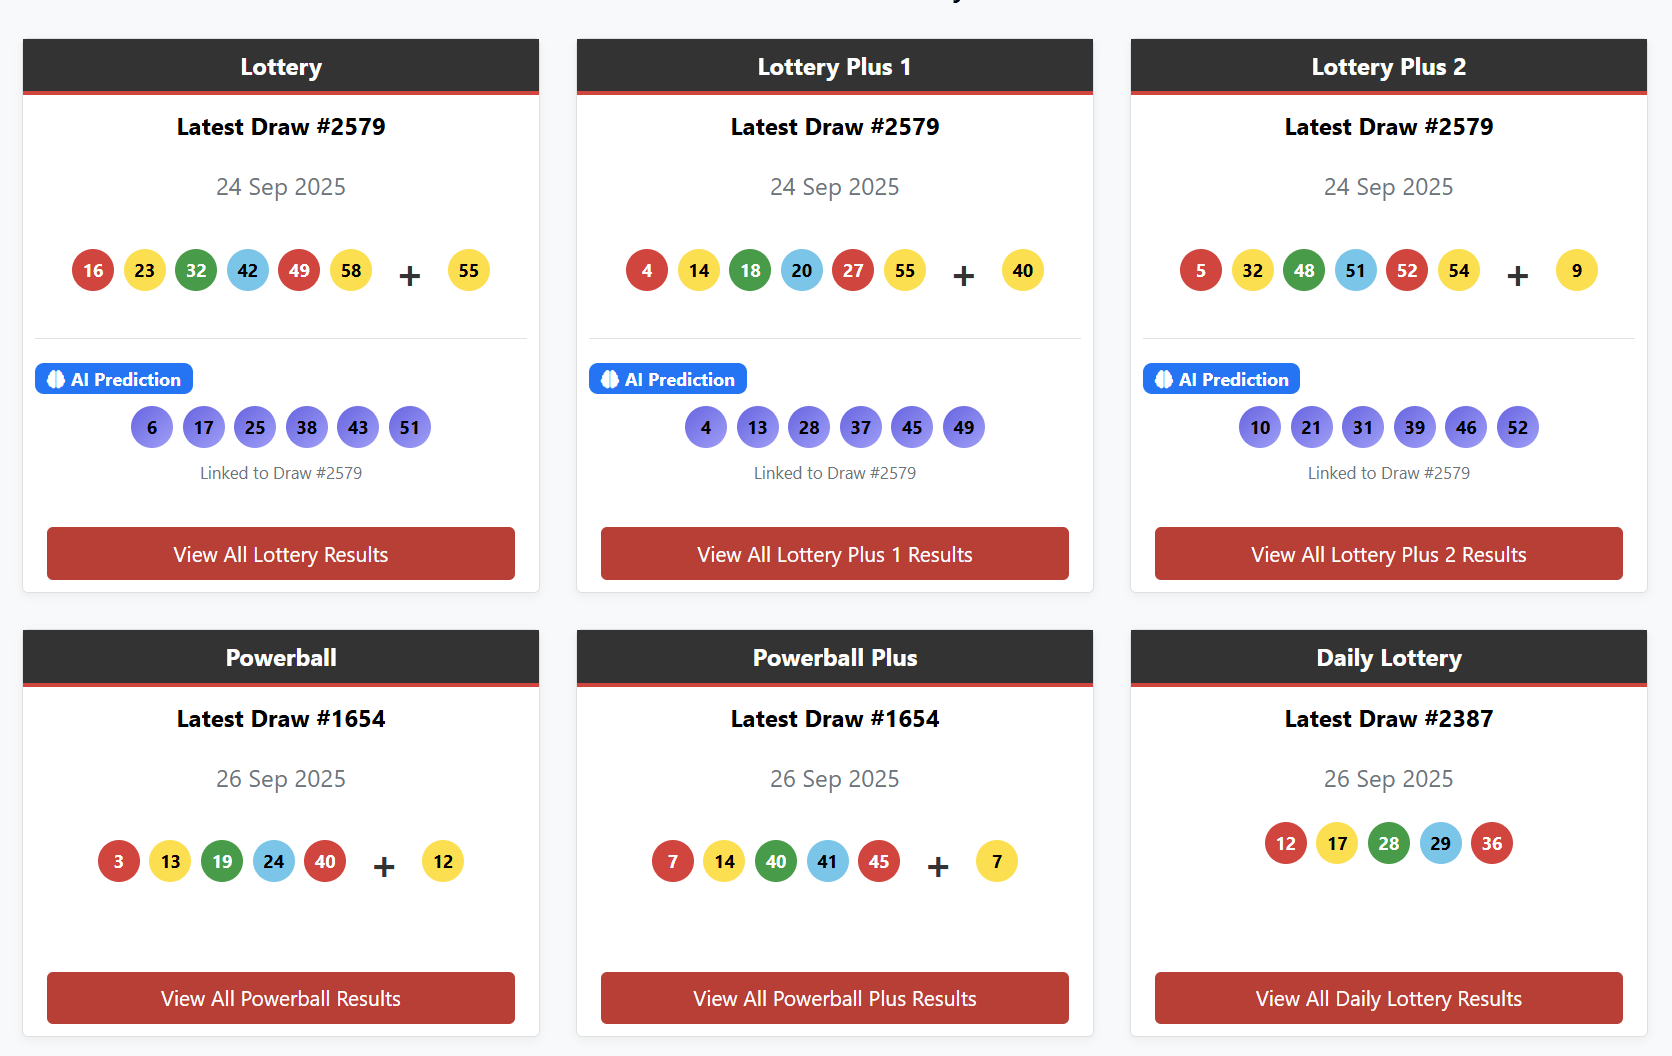 Lottery
Latest Draw #2579
24 Sep 2025
16 23 32 42 49 58 + 55
AI Prediction
6 17 25 38 43 51
Linked to Draw #2579
View All Lottery Results
Lottery Plus 1
Latest Draw #2579
24 Sep 2025
4 14 18 20 27 55 + 40
AI Prediction
4 13 28 37 45 49
Linked to Draw #2579
View All Lottery Plus 1 Results
Lottery Plus 2
Latest Draw #2579
24 Sep 2025
5 32 48 51 52 54 + 9
AI Prediction
10 21 31 39 46 52
Linked to Draw #2579
View All Lottery Plus 2 Results
Powerball
Latest Draw #1654
26 Sep 2025
3 13 19 24 40 + 12
View All Powerball Results
Powerball Plus
Latest Draw #1654
26 Sep 2025
7 14 40 41 45 + 7
View All Powerball Plus Results
Daily Lottery
Latest Draw #2387
26 Sep 2025
12 17 28 29 36
View All Daily Lottery Results